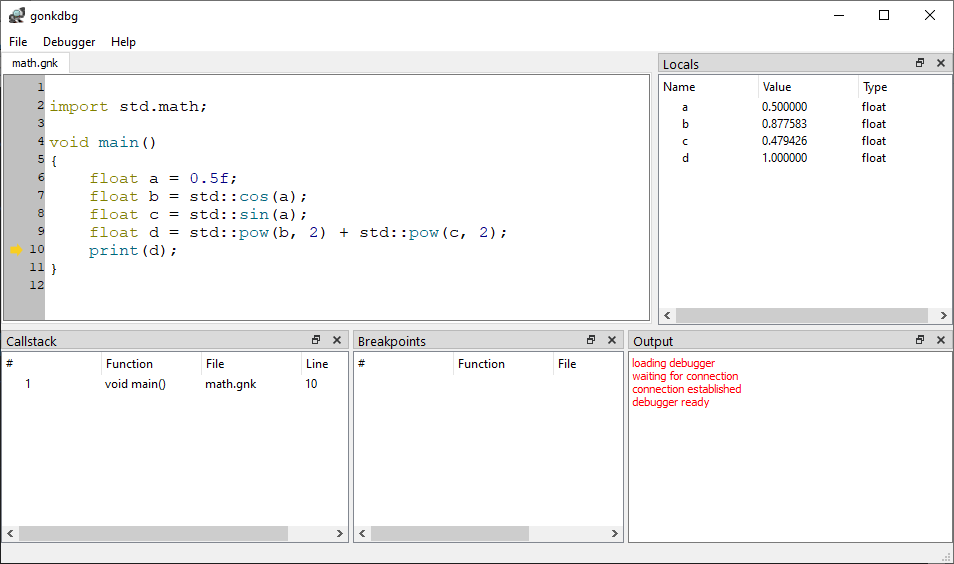 gonkdbg
File Debugger Help
math.gnk
1
2 import std.math;
3
4 void main()
5 {
6     float a = 0.5f;
7     float b = std::cos(a);
8     float c = std::sin(a);
9     float d = std::pow(b, 2) + std::pow(c, 2);
10     print(d);
11 }
12
Locals
Name Value Type
a 0.500000 float
b 0.877583 float
c 0.479426 float
d 1.000000 float
Callstack
# Function File Line
1 void main() math.gnk 10
Breakpoints
# Function File
Output
loading debugger
waiting for connection
connection established
debugger ready